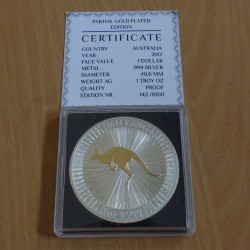 PARTIAL GOLD PLATED
EDITION
CERTIFICATE
COUNTRY AUSTRALIA
YEAR 2017
FACE VALUE 1 DOLLAR
METAL .999 SILVER
DIAMETER 40,6 MM
WEIGHT AG 1 TROY OZ
QUALITY PROOF
EDITION NR. 142 /1000